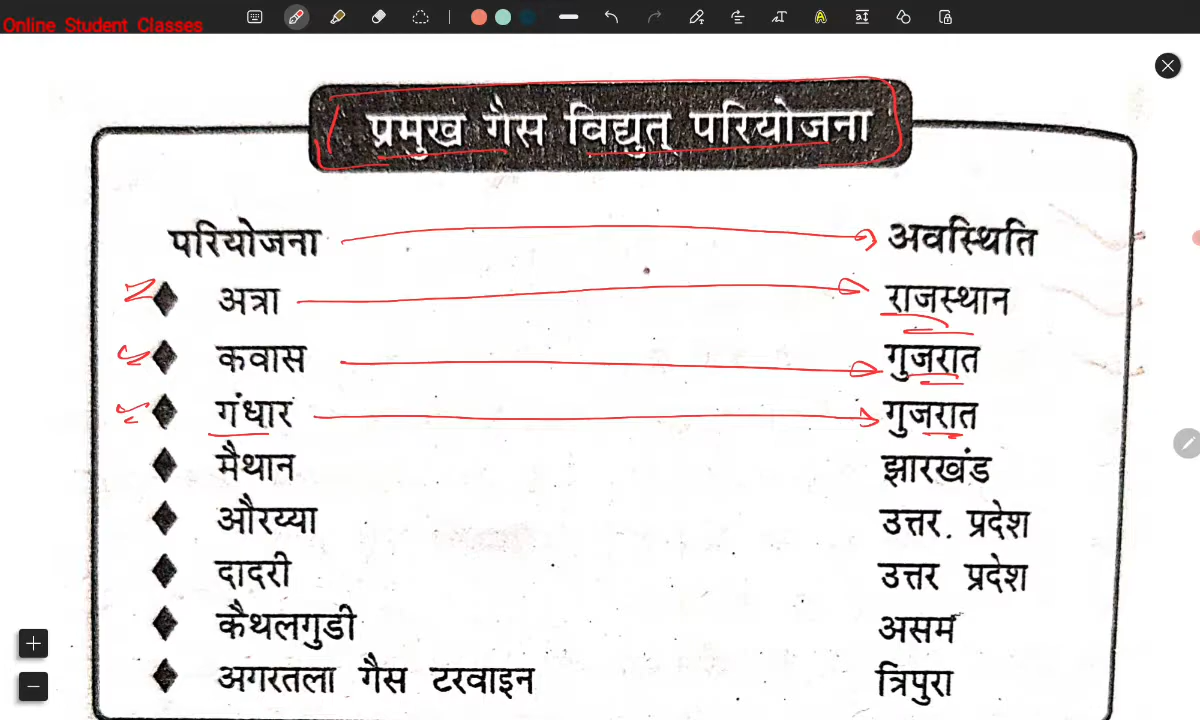 Online Student Classes
प्रमुख गैस विद्युत् परियोजना
परियोजना अवस्थिति
अत्रा राजस्थान
कवास गुजरात
गंधार गुजरात
मैथान झारखंड
औरय्या उत्तर. प्रदेश
दादरी उत्तर प्रदेश
कैथलगुडी असम
अगरतला गैस टरवाइन त्रिपुरा